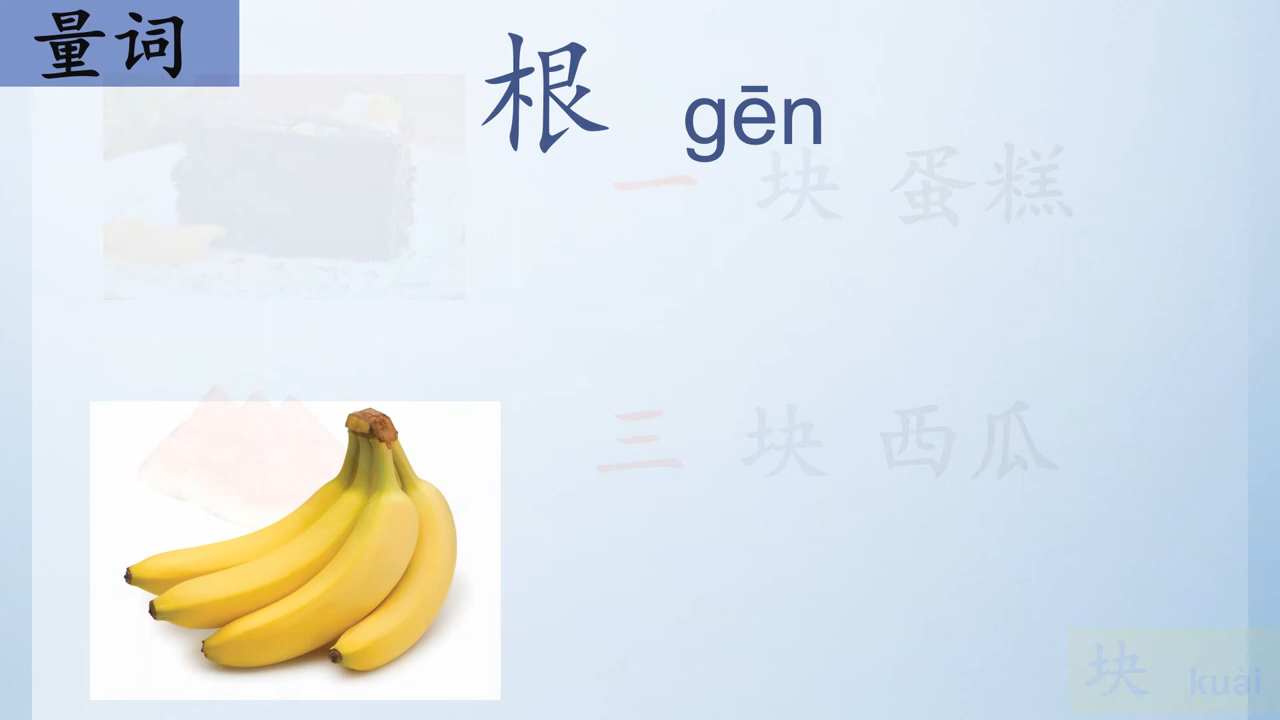 量词
根 gēn
一 块 蛋糕
三 块 西瓜
块 kuài